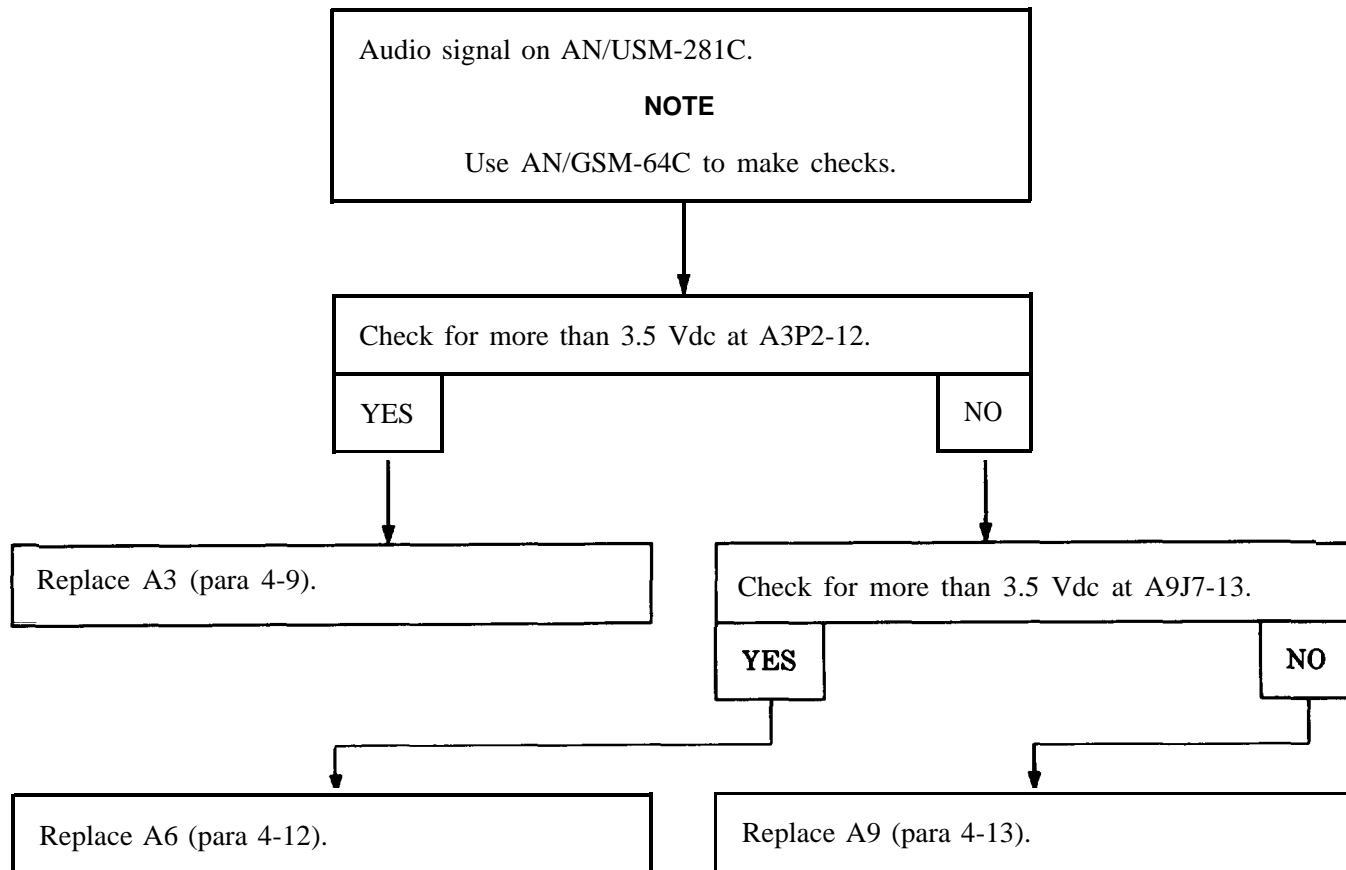 Audio signal on AN/USM-281C.
NOTE
Use AN/GSM-64C to make checks.
Check for more than 3.5 Vdc at A3P2-12.
YES
NO
Replace A3 (para 4-9).
Check for more than 3.5 Vdc at A9J7-13.
YES
NO
Replace A6 (para 4-12).
Replace A9 (para 4-13).